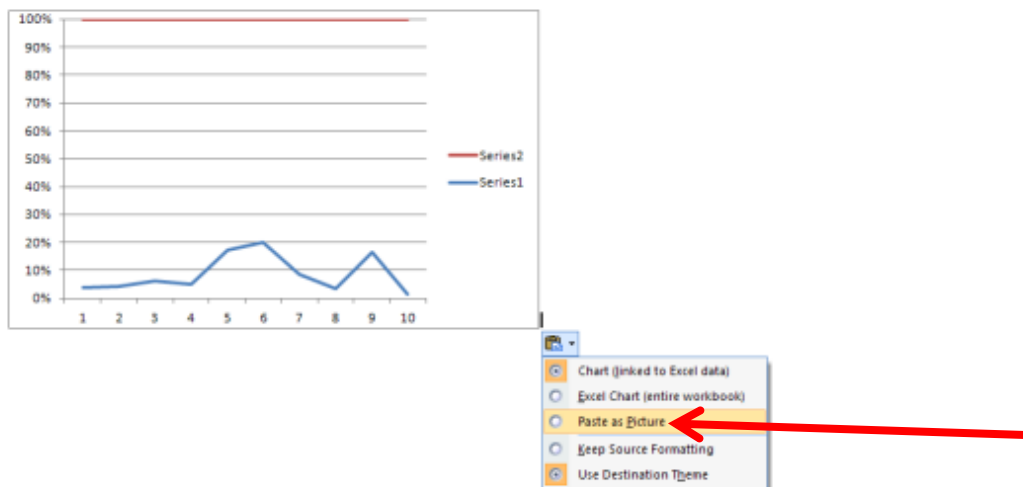 100%
90%
80%
70%
60%
50%
40%
30%
20%
10%
0%
1 2 3 4 5 6 7 8 9 10
Series2
Series1
Chart (linked to Excel data)
Excel Chart (entire workbook)
Paste as Picture
Keep Source Formatting
Use Destination Theme